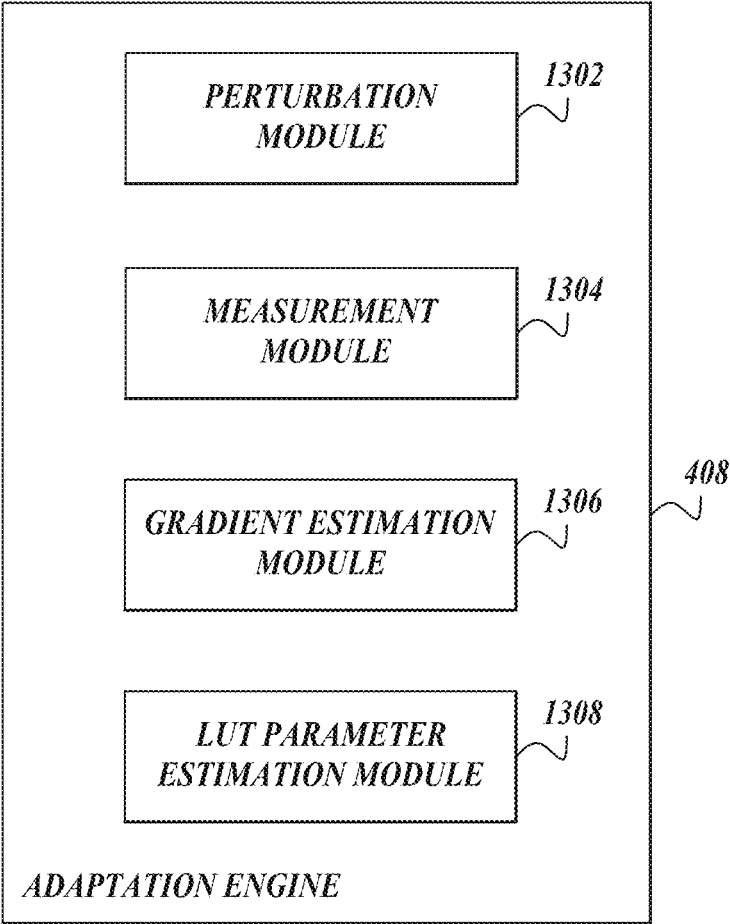 1302
PERTURBATION
MODULE
1304
MEASUREMENT
MODULE
408
1306
GRADIENT ESTIMATION
MODULE
1308
LUT PARAMETER
ESTIMATION MODULE
ADAPTATION ENGINE